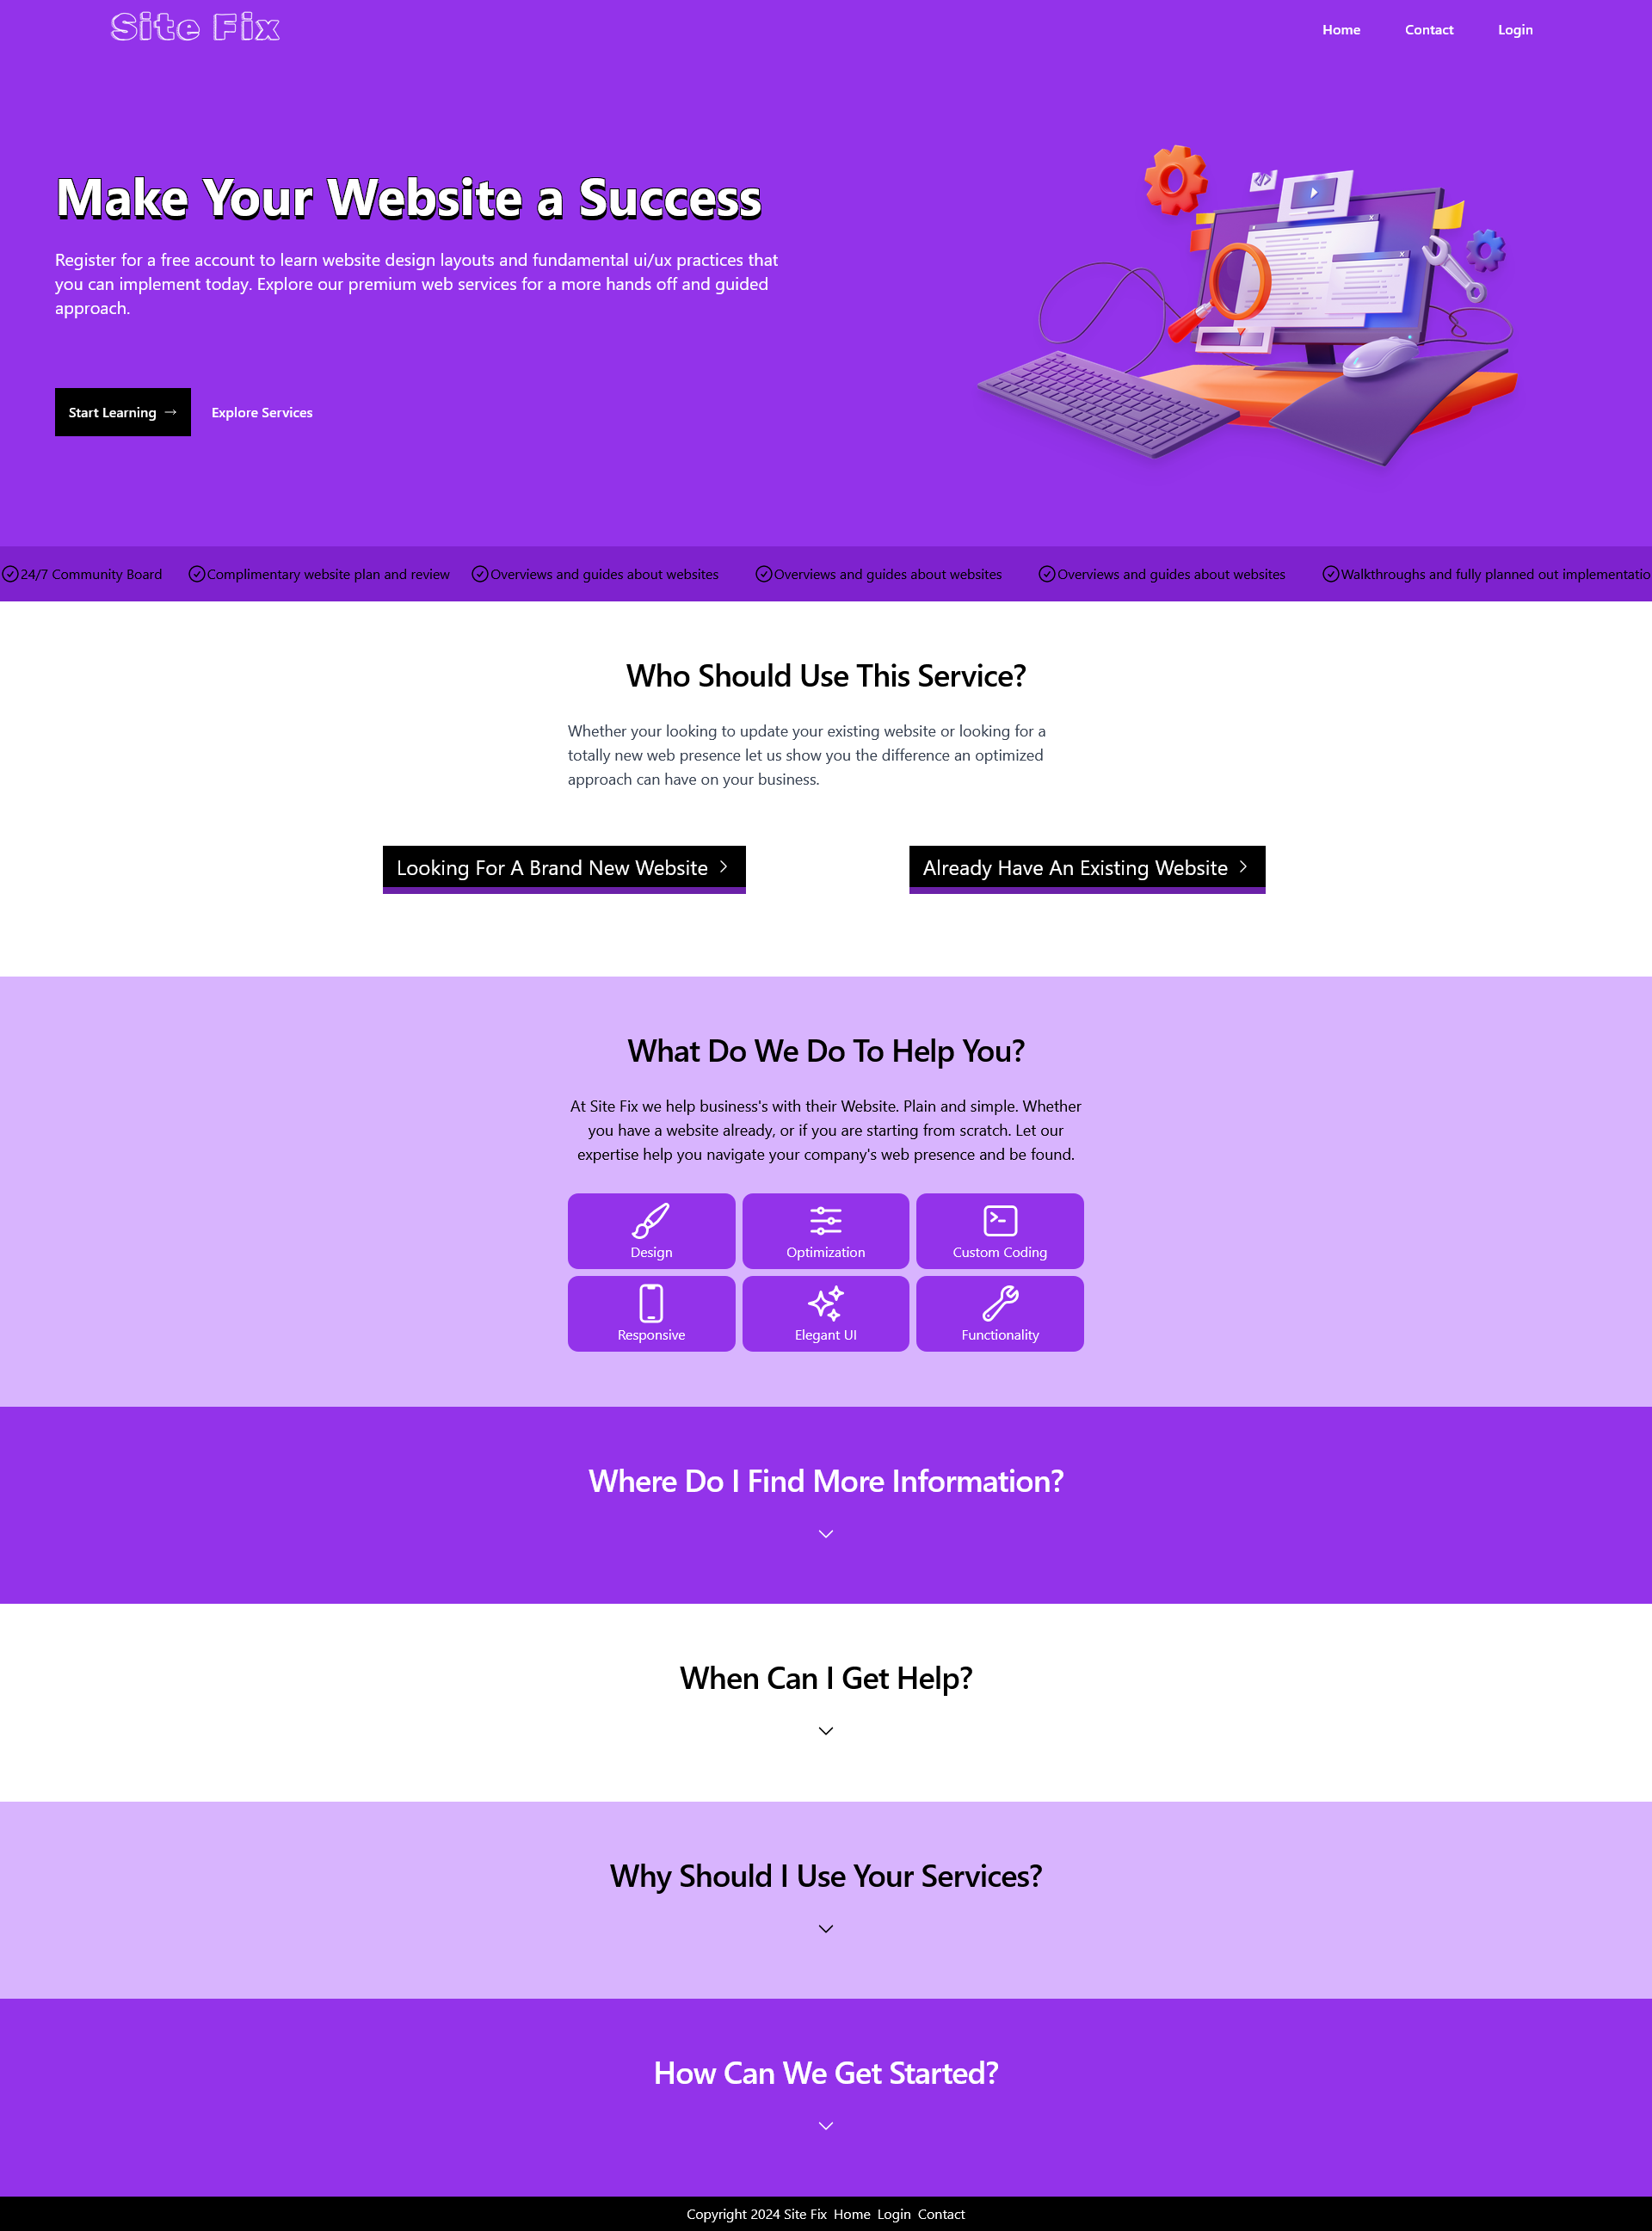 Site Fix
Home Contact Login
Make Your Website a Success
Register for a free account to learn website design layouts and fundamental ui/ux practices that
you can implement today. Explore our premium web services for a more hands off and guided
approach.
Start Learning → Explore Services
24/7 Community Board Complimentary website plan and review Overviews and guides about websites Overviews and guides about websites Overviews and guides about websites Walkthroughs and fully planned out implementatio
Who Should Use This Service?
Whether your looking to update your existing website or looking for a
totally new web presence let us show you the difference an optimized
approach can have on your business.
Looking For A Brand New Website Already Have An Existing Website
What Do We Do To Help You?
At Site Fix we help business's with their Website. Plain and simple. Whether
you have a website already, or if you are starting from scratch. Let our
expertise help you navigate your company's web presence and be found.
Design Optimization Custom Coding
Responsive Elegant UI Functionality
Where Do I Find More Information?
When Can I Get Help?
Why Should I Use Your Services?
How Can We Get Started?
Copyright 2024 Site Fix Home Login Contact